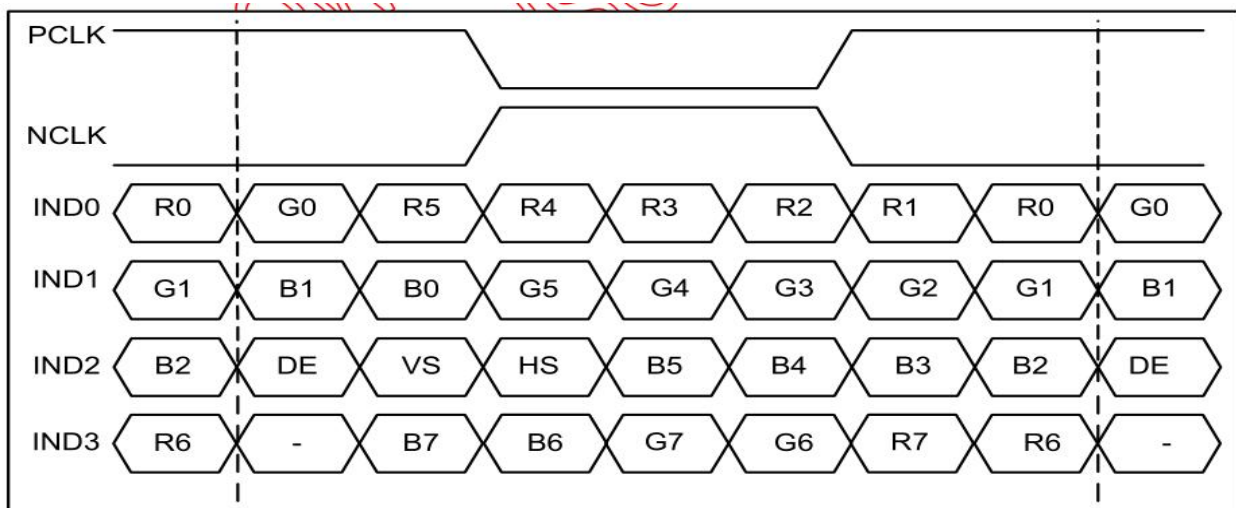 PCLK
NCLK
IND0 R0 G0 R5 R4 R3 R2 R1 R0 G0
IND1 G1 B1 B0 G5 G4 G3 G2 G1 B1
IND2 B2 DE VS HS B5 B4 B3 B2 DE
IND3 R6 - B7 B6 G7 G6 R7 R6 -